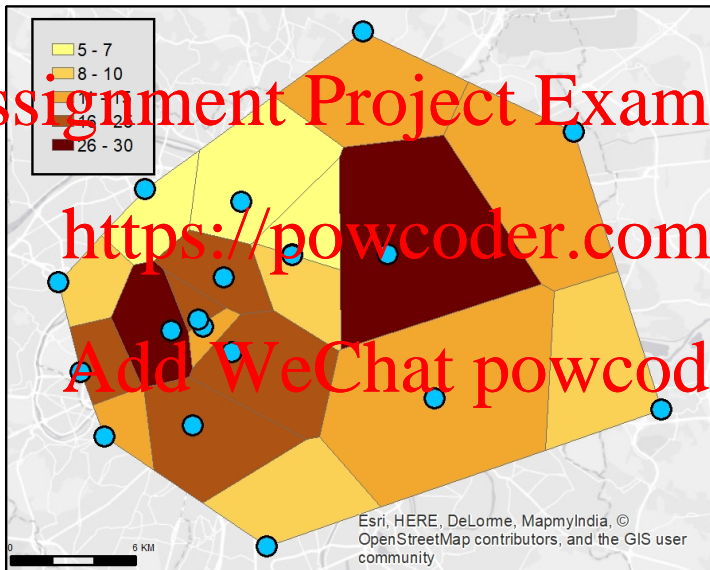 5 - 7
8 - 10
ssignment Project Exam
26 - 30
https://powcoder.com
Add WeChat powcod
Esri, HERE, DeLorme, MapmyIndia, ©
OpenStreetMap contributors, and the GIS user
community
0 6 KM